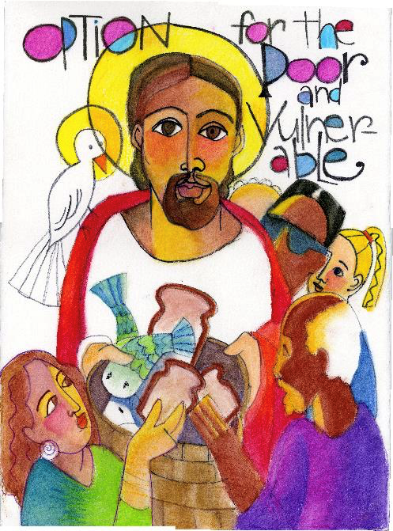 OPTiON for the
Poor
and
Vulner-
able